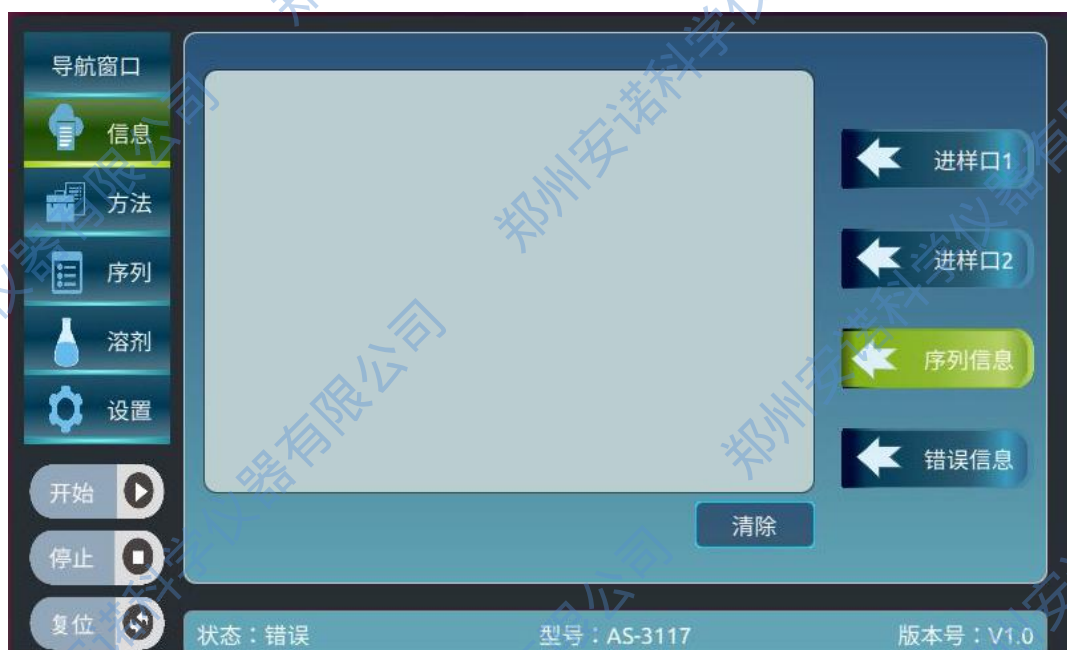 导航窗口
信息
方法
序列
溶剂
设置
开始
停止
复位
进样口1
进样口2
序列信息
错误信息
清除
状态：错误 型号：AS-3117 版本号：V1.0
郑州安诺科学仪器有限公司